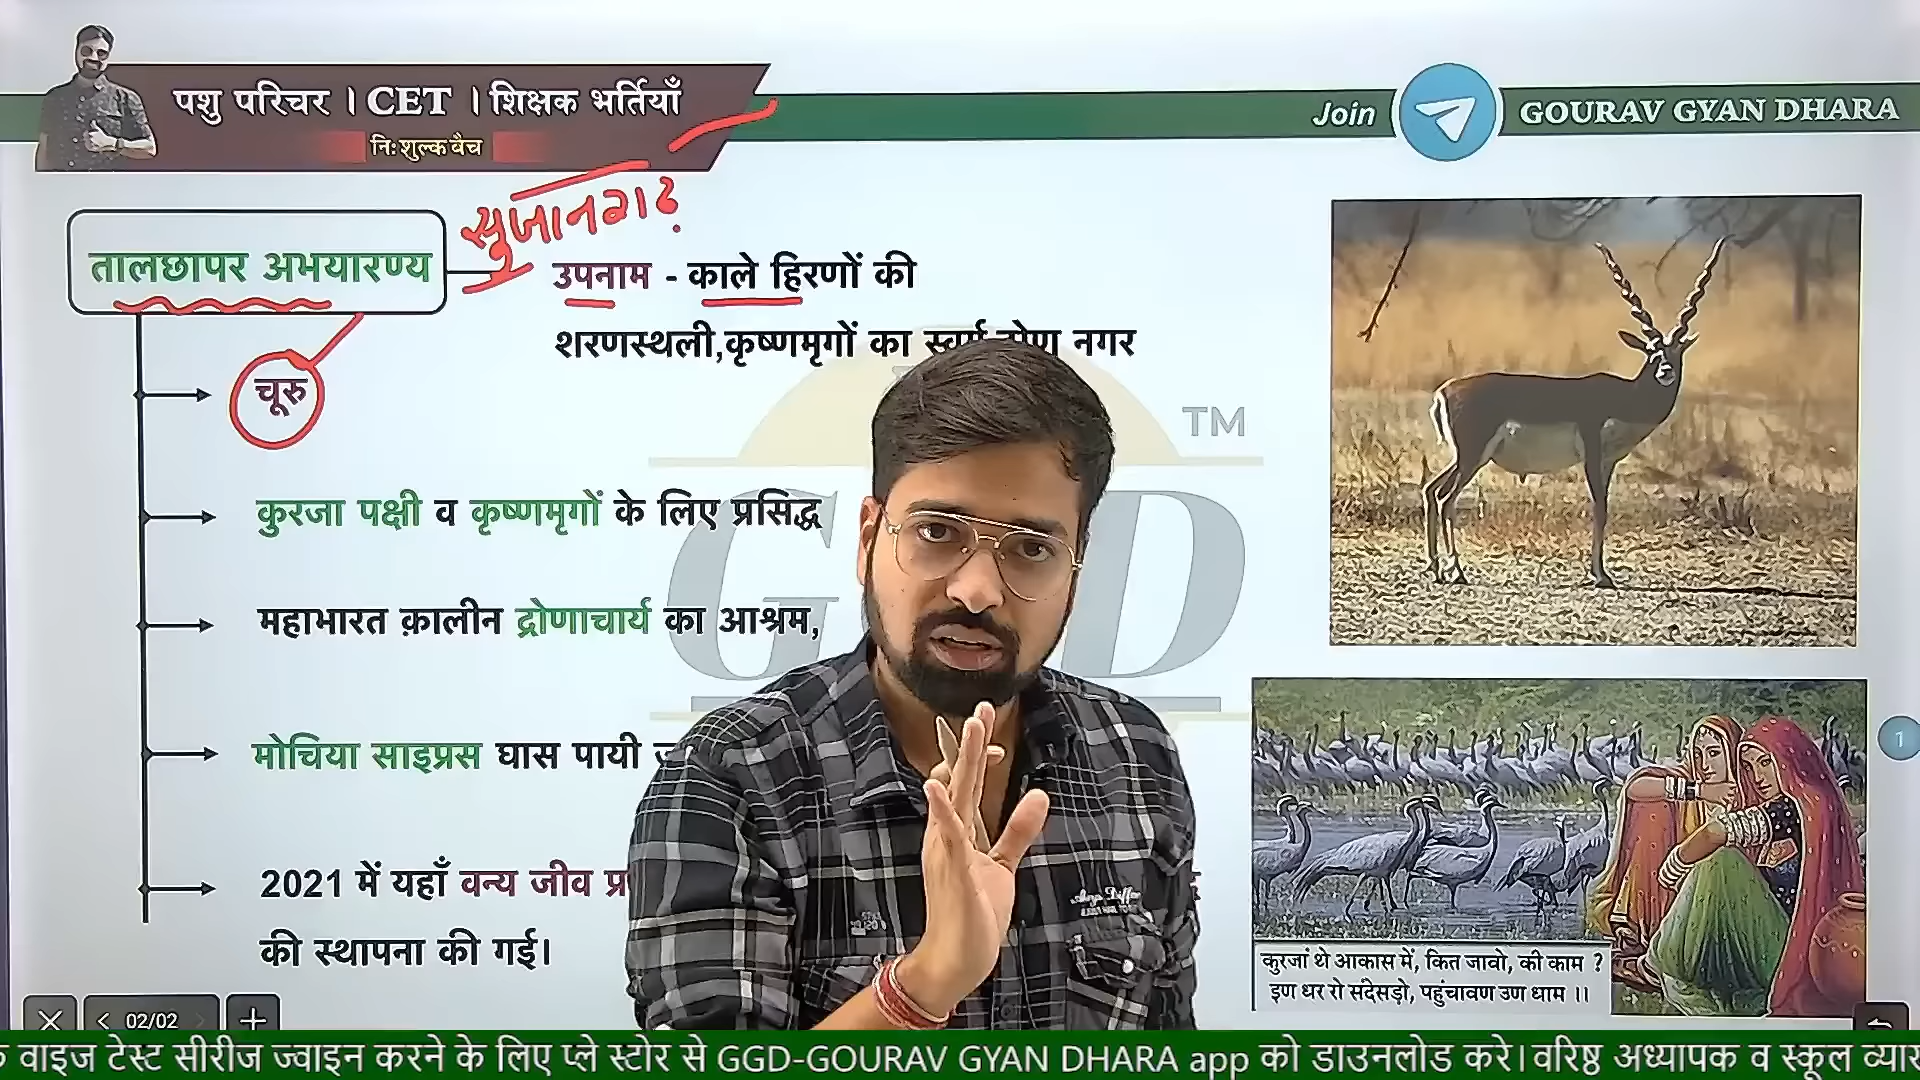 पशु परिचर । CET । शिक्षक भर्तियाँ
निः शुल्क बैच
Join GOURAV GYAN DHARA
सुजानगढ़
तालछापर अभयारण्य
उपनाम - काले हिरणों की
शरणस्थली,कृष्णमृगों का नगर
चूरु
TM
कुरजा पक्षी व कृष्णमृगों के लिए प्रसिद्ध
G D
महाभारत क़ालीन द्रोणाचार्य का आश्रम,
मोचिया साइप्रस घास पायी
1
2021 में यहाँ वन्य जीव
की स्थापना की गई।
कुरजां थे आकास में, कित जावो, की काम ?
इण धर रो संदेसड़ो, पहुंचावण उण धाम ।।
02/02
वाइज टेस्ट सीरीज ज्वाइन करने के लिए प्ले स्टोर से GGD-GOURAV GYAN DHARA app को डाउनलोड करे। वरिष्ठ अध्यापक व स्कूल